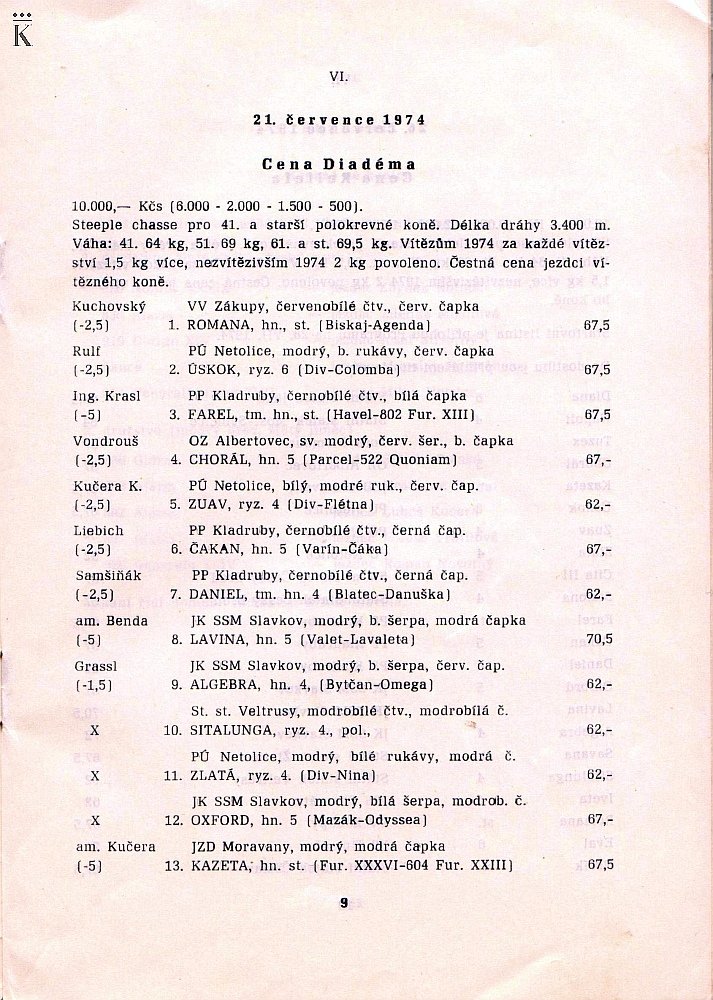 K
VI.
21. července 1974
Cena Diadéma
10.000,— Kčs (6.000 - 2.000 - 1.500 - 500).
Steeple chasse pro 41. a starší polokrevné koně. Délka dráhy 3.400 m.
Váha: 41. 64 kg, 51. 69 kg, 61. a st. 69,5 kg. Vítězům 1974 za každé vítěz-
ství 1,5 kg více, nezvítězivším 1974 2 kg povoleno. Čestná cena jezdci ví-
tězného koně.
Kuchovský VV Zákupy, červenobílé čtv., červ. čapka
(-2,5) 1. ROMANA, hn., st. (Biskaj-Agenda) 67,5
Rulf PÚ Netolice, modrý, b. rukávy, červ. čapka
(-2,5) 2. ÚSKOK, ryz. 6 (Div-Colomba) 67,5
Ing. Krasl PP Kladruby, černobílé čtv., bílá čapka
(-5) 3. FAREL, tm. hn., st. (Havel-802 Fur. XIII) 67,5
Vondrouš OZ Albertovec, sv. modrý, červ. šer., b. čapka
(-2,5) 4. CHORÁL, hn. 5 (Parcel-522 Quoniam) 67,-
Kučera K. PÚ Netolice, bílý, modré ruk., červ. čap.
(-2,5) 5. ZUAV, ryz. 4 (Div-Flétna) 62,-
Liebich PP Kladruby, černobílé čtv., černá čap.
(-2,5) 6. ČAKAN, hn. 5 (Varín-Čáka) 67,-
Samšiňák PP Kladruby, černobílé čtv., černá čap.
(-2,5) 7. DANIEL, tm. hn. 4 (Blatec-Danuška) 62,-
am. Benda JK SSM Slavkov, modrý, b. šerpa, modrá čapka
(-5) 8. LAVINA, hn. 5 (Valet-Lavaleta) 70,5
Grassl JK SSM Slavkov, modrý, b. šerpa, červ. čap.
(-1,5) 9. ALGEBRA, hn. 4, (Bytčan-Omega) 62,-
St. st. Veltrusy, modrobílé čtv., modrobílá č.
X 10. SITALUNGA, ryz. 4., pol., 62,-
PÚ Netolice, modrý, bílé rukávy, modrá č.
X 11. ZLATÁ, ryz. 4. (Div-Nina) 62,-
JK SSM Slavkov, modrý, bílá šerpa, modrob. č.
X 12. OXFORD, hn. 5 (Mazák-Odyssea) 67,-
am. Kučera JZD Moravany, modrý, modrá čapka
(-5) 13. KAZETA, hn. st. (Fur. XXXVI-604 Fur. XXIII) 67,5
9